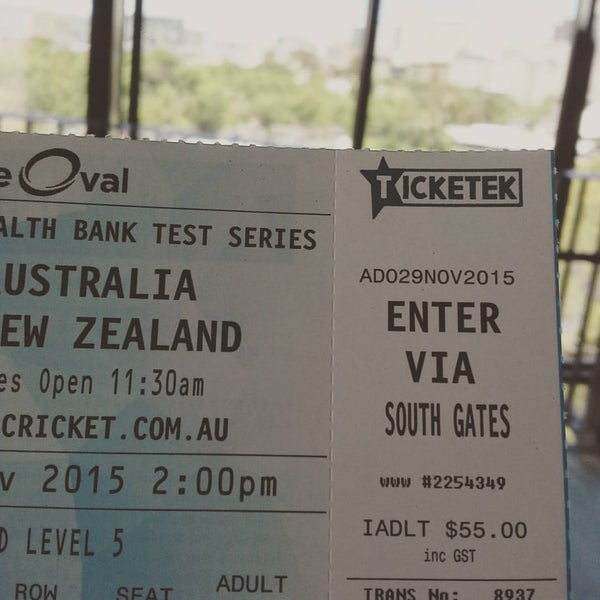 e Oval
ALTH BANK TEST SERIES
USTRALIA
EW ZEALAND
es Open 11:30am
CRICKET.COM.AU
v 2015 2:00pm
D LEVEL 5
ROW SEAT ADULT
TICKETEK
ADO29NOV2015
ENTER
VIA
SOUTH GATES
www #2254349
IADLT $55.00
inc GST
TRANS No: 8937